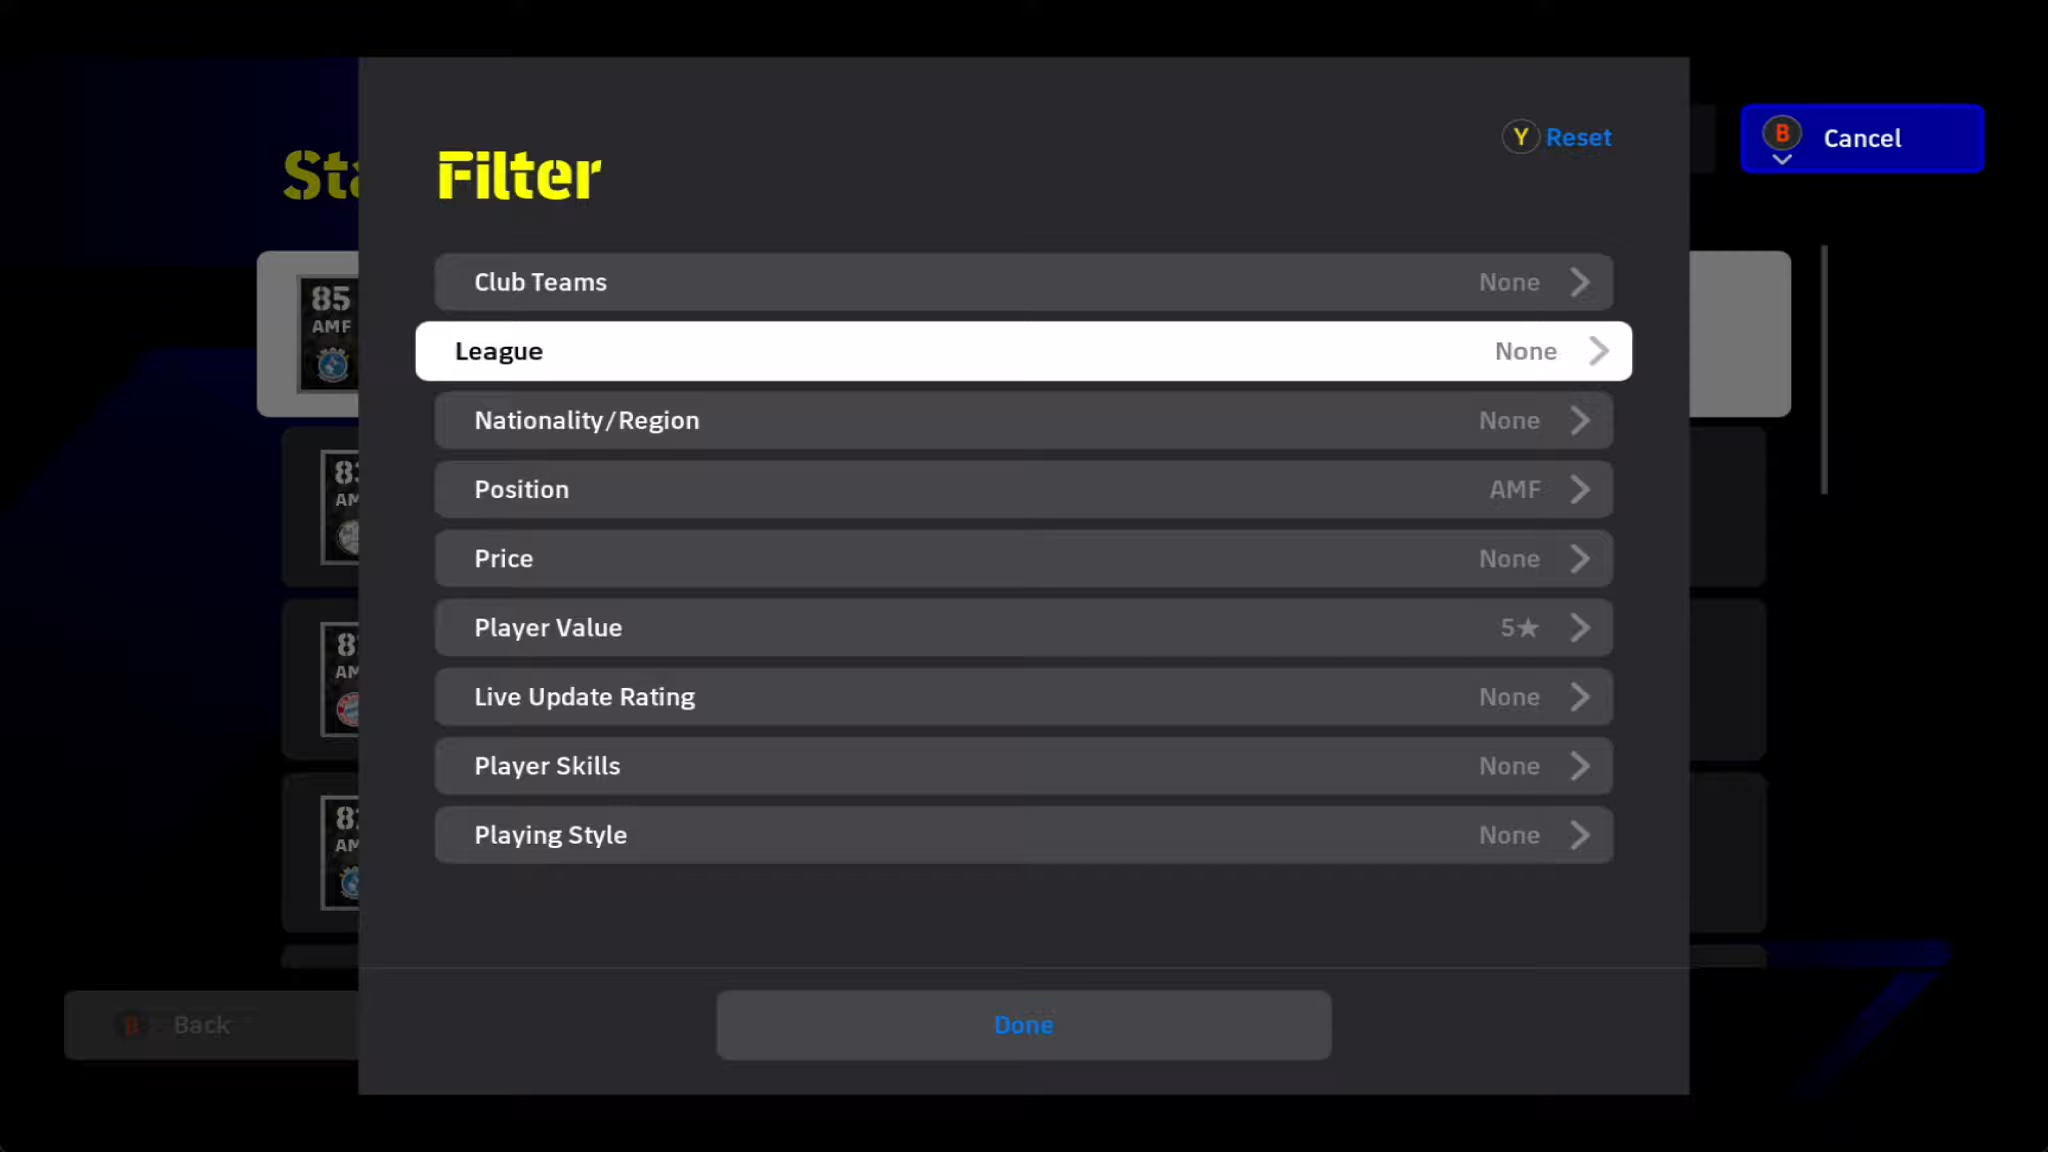 Y Reset
B Cancel
Sta
Filter
Club Teams None
85
AMF
League None
Nationality/Region None
Position AMF
Price None
Player Value 5★
Live Update Rating None
Player Skills None
Playing Style None
B Back
Done